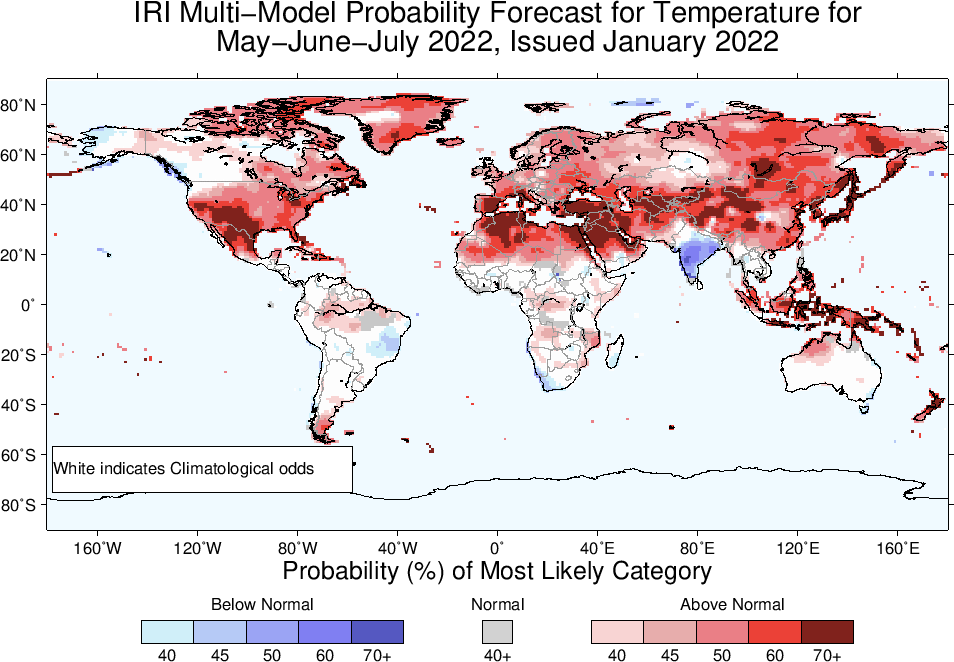 IRI Multi−Model Probability Forecast for Temperature for
May−June−July 2022, Issued January 2022
80˚N
60˚N
40˚N
20˚N
0˚
20˚S
40˚S
60˚S
80˚S
White indicates Climatological odds
160˚W 120˚W 80˚W 40˚W 0˚ 40˚E 80˚E 120˚E 160˚E
Probability (%) of Most Likely Category
Below Normal Normal Above Normal
40 45 50 60 70+ 40+ 40 45 50 60 70+